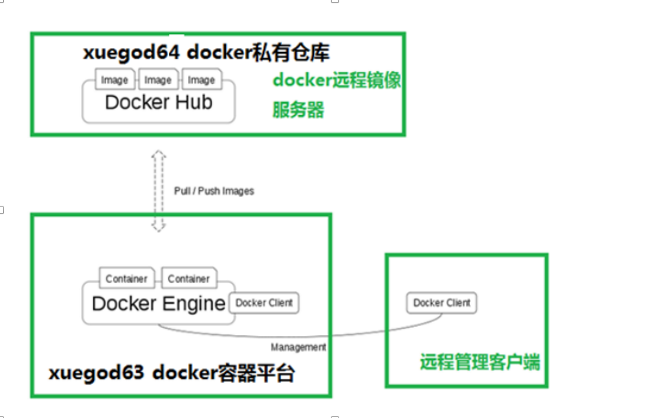 xuegod64 docker私有仓库
Image Image Image
Docker Hub
docker远程镜像
服务器
Pull / Push Images
Container Container
Docker Engine
Docker Client
Docker Client
Management
远程管理客户端
xuegod63 docker容器平台